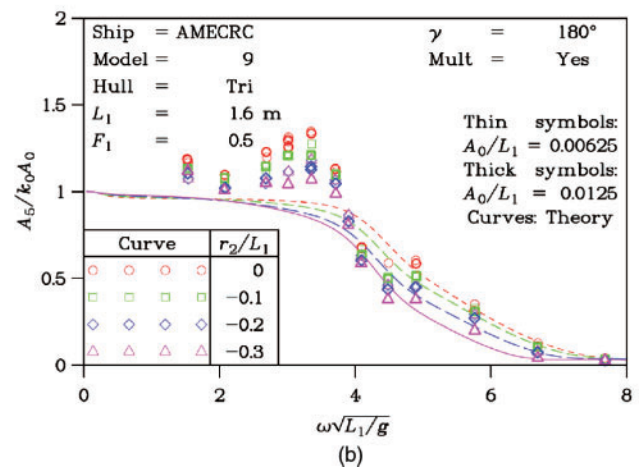 Ship = AMECRC
Model = 9
Hull = Tri
L₁ = 1.6 m
F₁ = 0.5
γ = 180°
Mult = Yes
Thin symbols:
A₀/L₁ = 0.00625
Thick symbols:
A₀/L₁ = 0.0125
Curves: Theory
2
1.5
1
0.5
0
A₅/k₀A₀
Curve r₂/L₁
0
−0.1
−0.2
−0.3
0 2 4 6 8
ω√L₁/g
(b)